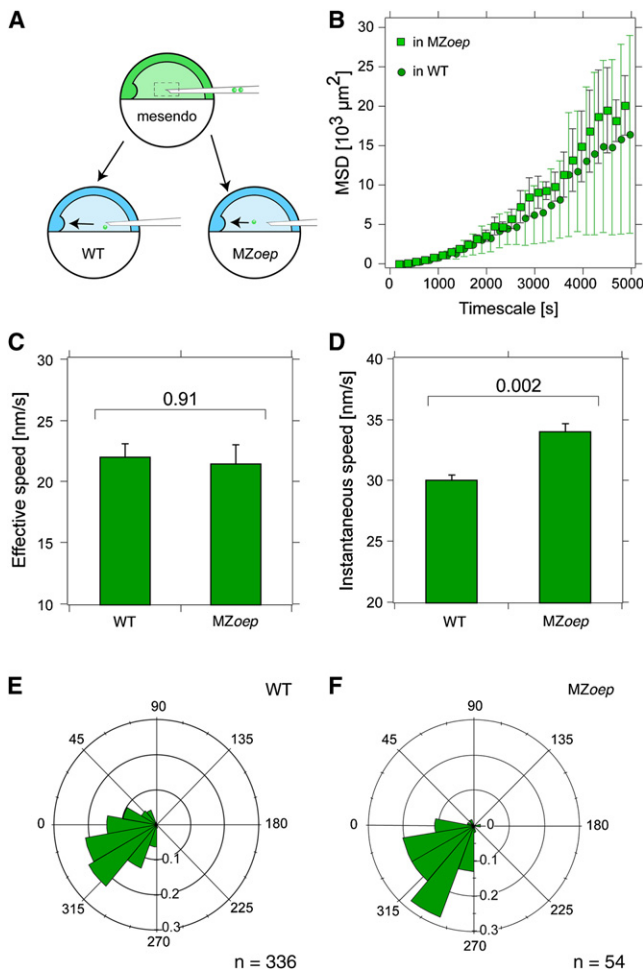 A
mesendo
WT
MZoep
B
in MZoep
in WT
MSD [10³ µm²]
30
25
20
15
10
5
0
0
1000
2000
3000
4000
5000
Timescale [s]
C
Effective speed [nm/s]
30
25
20
15
10
0.91
WT
MZoep
D
Instantaneous speed [nm/s]
40
35
30
25
20
0.002
WT
MZoep
E
WT
90
45
135
0
180
0.1
0.2
0.3
315
225
270
n = 336
F
MZoep
90
45
135
0
0
180
0.1
0.2
0.3
315
225
270
n = 54